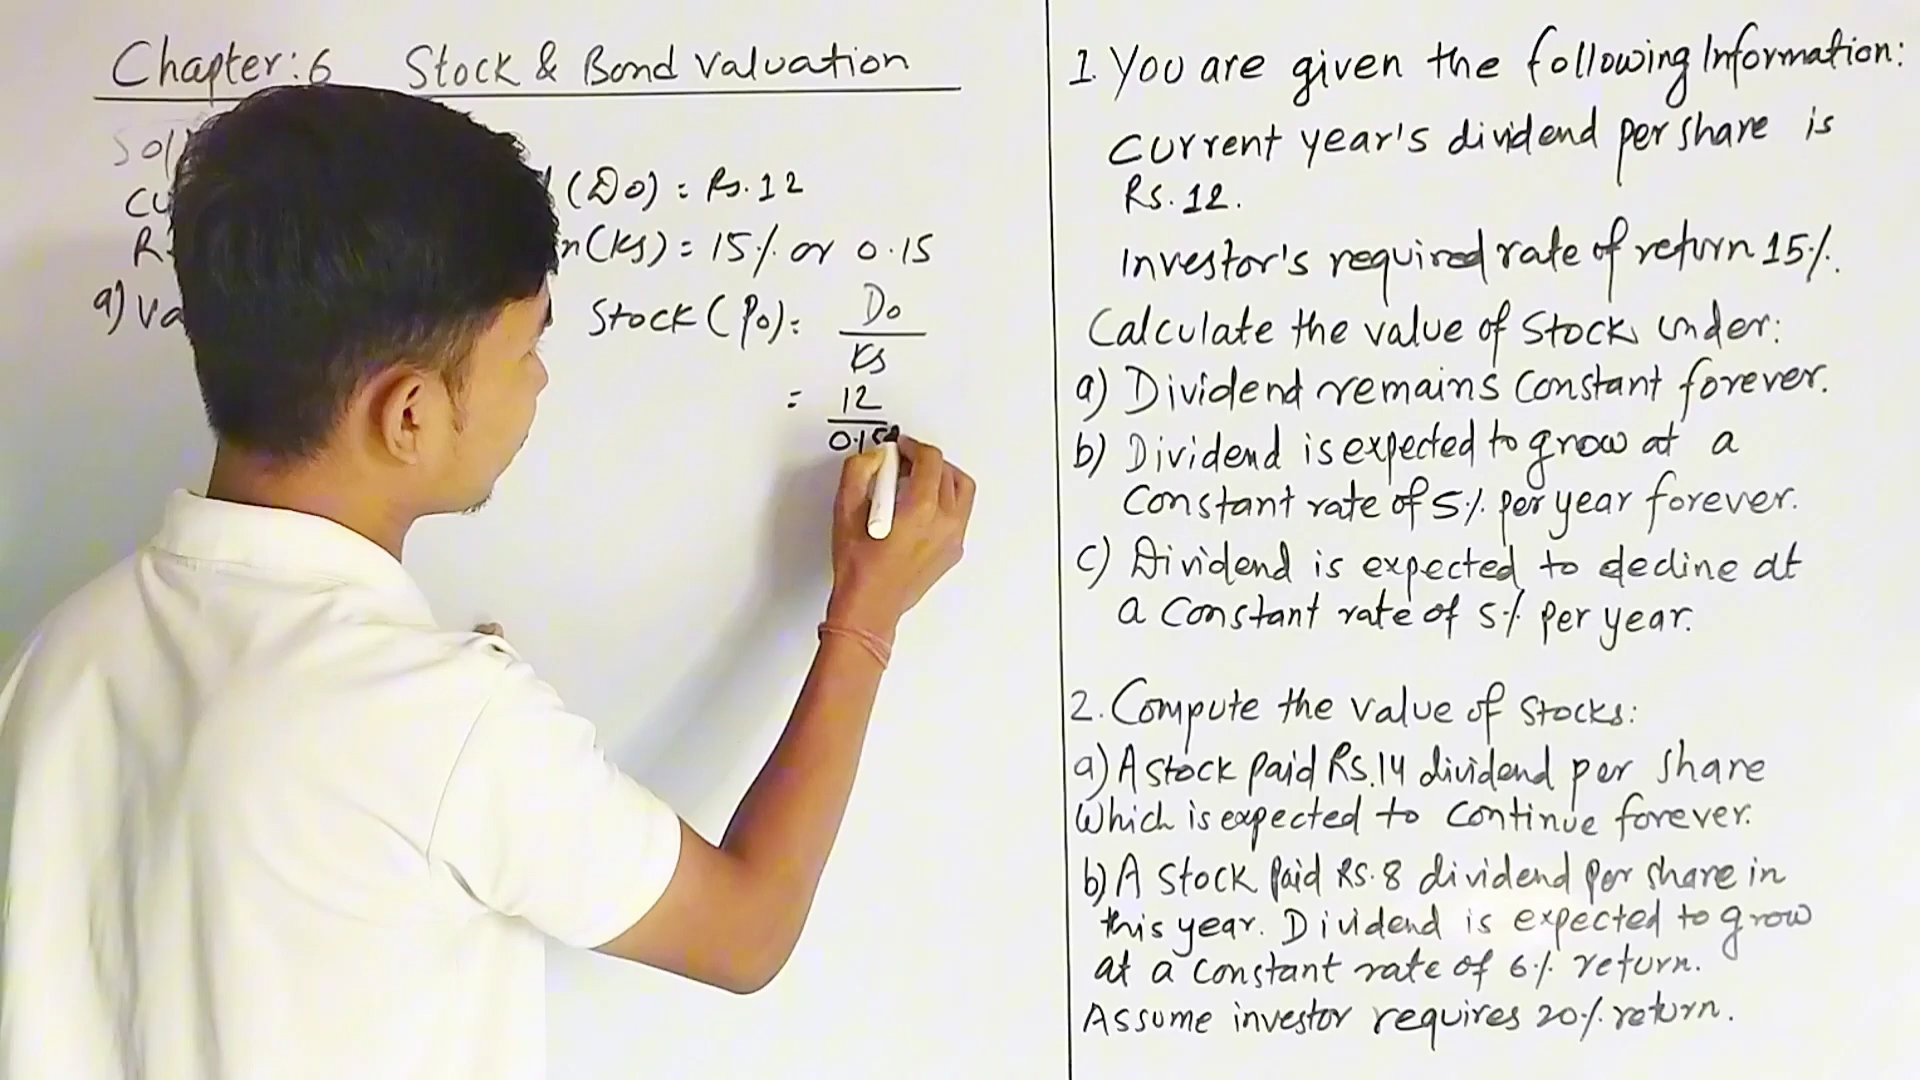 Chapter: 6 Stock & Bond Valuation
(D0) = Rs. 12
(Ks) = 15% or 0.15
a) Stock (P0) = D0
Ks
= 12
0.15
1. You are given the following Information:
Current year's dividend per share is
Rs. 12.
Investor's required rate of return 15%.
Calculate the value of Stock under:
a) Dividend remains Constant forever.
b) Dividend is expected to grow at a
Constant rate of 5% per year forever.
c) Dividend is expected to decline at
a Constant rate of 5% per year.
2. Compute the value of Stocks:
a) A stock paid Rs. 14 dividend per share
Which is expected to continue forever.
b) A stock paid Rs. 8 dividend per share in
this year. Dividend is expected to grow
at a constant rate of 6% return.
Assume investor requires 20% return.